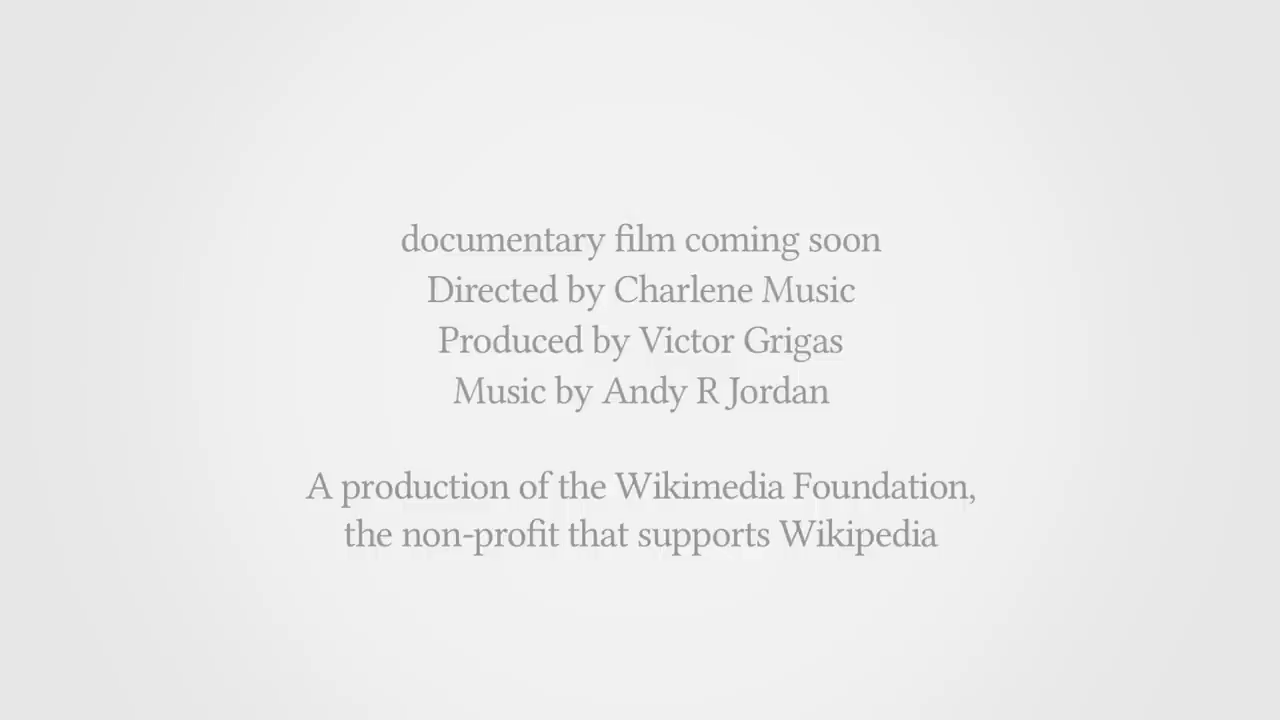 documentary film coming soon
Directed by Charlene Music
Produced by Victor Grigas
Music by Andy R Jordan
A production of the Wikimedia Foundation,
the non-profit that supports Wikipedia